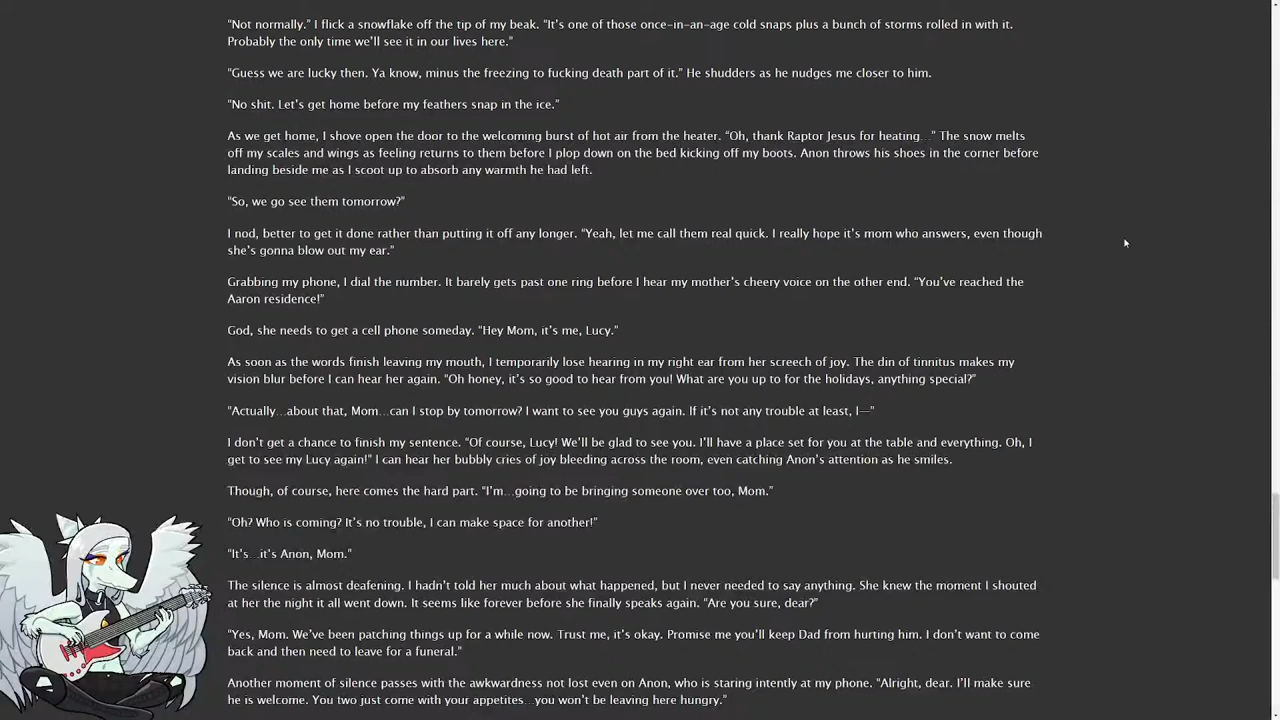 “Not normally.” I flick a snowflake off the tip of my beak. “It’s one of those once-in-an-age cold snaps plus a bunch of storms rolled in with it.
Probably the only time we’ll see it in our lives here.”
“Guess we are lucky then. Ya know, minus the freezing to fucking death part of it.” He shudders as he nudges me closer to him.
“No shit. Let’s get home before my feathers snap in the ice.”
As we get home, I shove open the door to the welcoming burst of hot air from the heater. “Oh, thank Raptor Jesus for heating…” The snow melts
off my scales and wings as feeling returns to them before I plop down on the bed kicking off my boots. Anon throws his shoes in the corner before
landing beside me as I scoot up to absorb any warmth he had left.
“So, we go see them tomorrow?”
I nod, better to get it done rather than putting it off any longer. “Yeah, let me call them real quick. I really hope it’s mom who answers, even though
she’s gonna blow out my ear.”
Grabbing my phone, I dial the number. It barely gets past one ring before I hear my mother’s cheery voice on the other end. “You’ve reached the
Aaron residence!”
God, she needs to get a cell phone someday. “Hey Mom, it’s me, Lucy.”
As soon as the words finish leaving my mouth, I temporarily lose hearing in my right ear from her screech of joy. The din of tinnitus makes my
vision blur before I can hear her again. “Oh honey, it’s so good to hear from you! What are you up to for the holidays, anything special?”
“Actually…about that, Mom…can I stop by tomorrow? I want to see you guys again. If it’s not any trouble at least, I—”
I don’t get a chance to finish my sentence. “Of course, Lucy! We’ll be glad to see you. I’ll have a place set for you at the table and everything. Oh, I
get to see my Lucy again!” I can hear her bubbly cries of joy bleeding across the room, even catching Anon’s attention as he smiles.
Though, of course, here comes the hard part. “I’m…going to be bringing someone over too, Mom.”
“Oh? Who is coming? It’s no trouble, I can make space for another!”
“It’s…it’s Anon, Mom.”
The silence is almost deafening. I hadn’t told her much about what happened, but I never needed to say anything. She knew the moment I shouted
at her the night it all went down. It seems like forever before she finally speaks again. “Are you sure, dear?”
“Yes, Mom. We’ve been patching things up for a while now. Trust me, it’s okay. Promise me you’ll keep Dad from hurting him. I don’t want to come
back and then need to leave for a funeral.”
Another moment of silence passes with the awkwardness not lost even on Anon, who is staring intently at my phone. “Alright, dear. I’ll make sure
he is welcome. You two just come with your appetites…you won’t be leaving here hungry.”